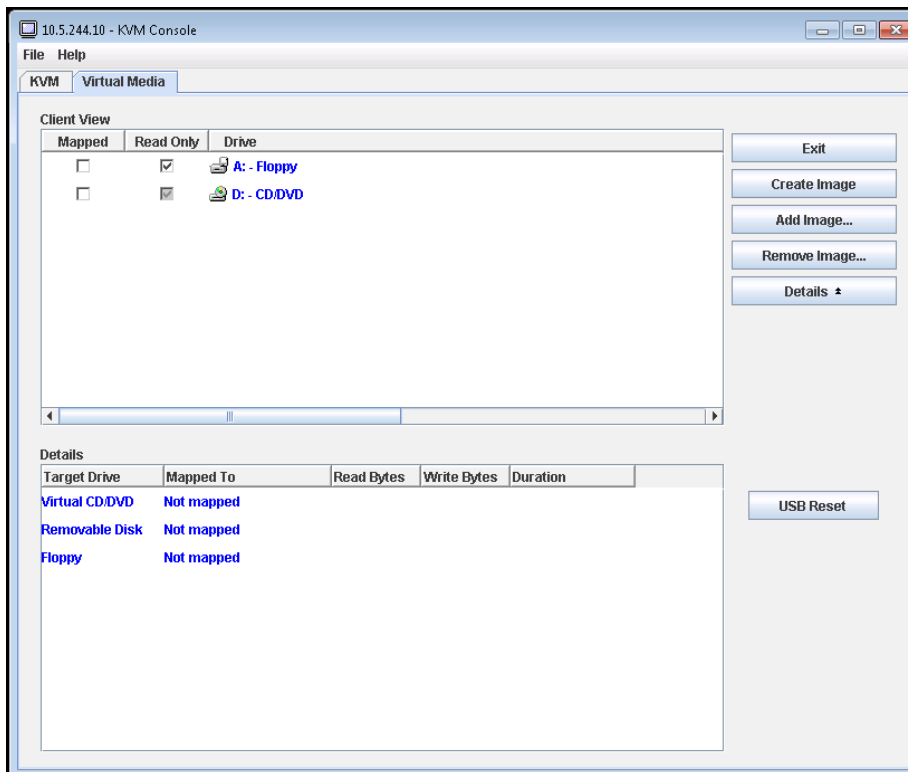 10.5.244.10 - KVM Console
File Help
KVM Virtual Media
Client View
Mapped Read Only Drive
A: - Floppy
D: - CD/DVD
Exit
Create Image
Add Image...
Remove Image...
Details
Details
Target Drive Mapped To Read Bytes Write Bytes Duration
Virtual CD/DVD Not mapped
Removable Disk Not mapped
Floppy Not mapped
USB Reset